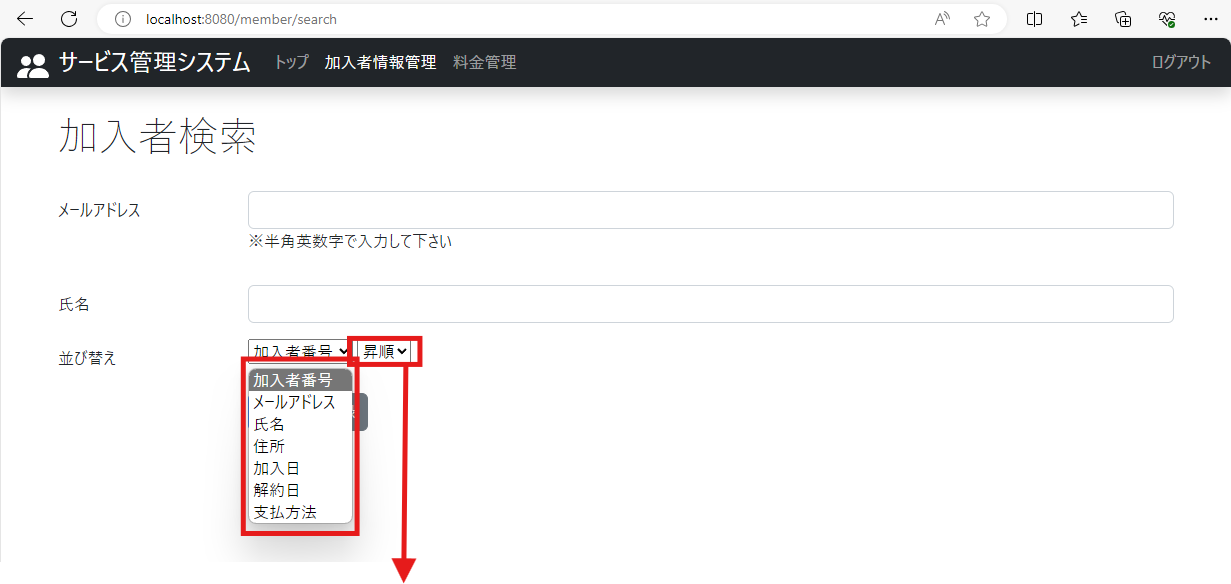 localhost:8080/member/search
サービス管理システム トップ 加入者情報管理 料金管理 ログアウト
加入者検索
メールアドレス
※半角英数字で入力して下さい
氏名
並び替え 加入者番号 昇順
加入者番号
メールアドレス
氏名
住所
加入日
解約日
支払方法